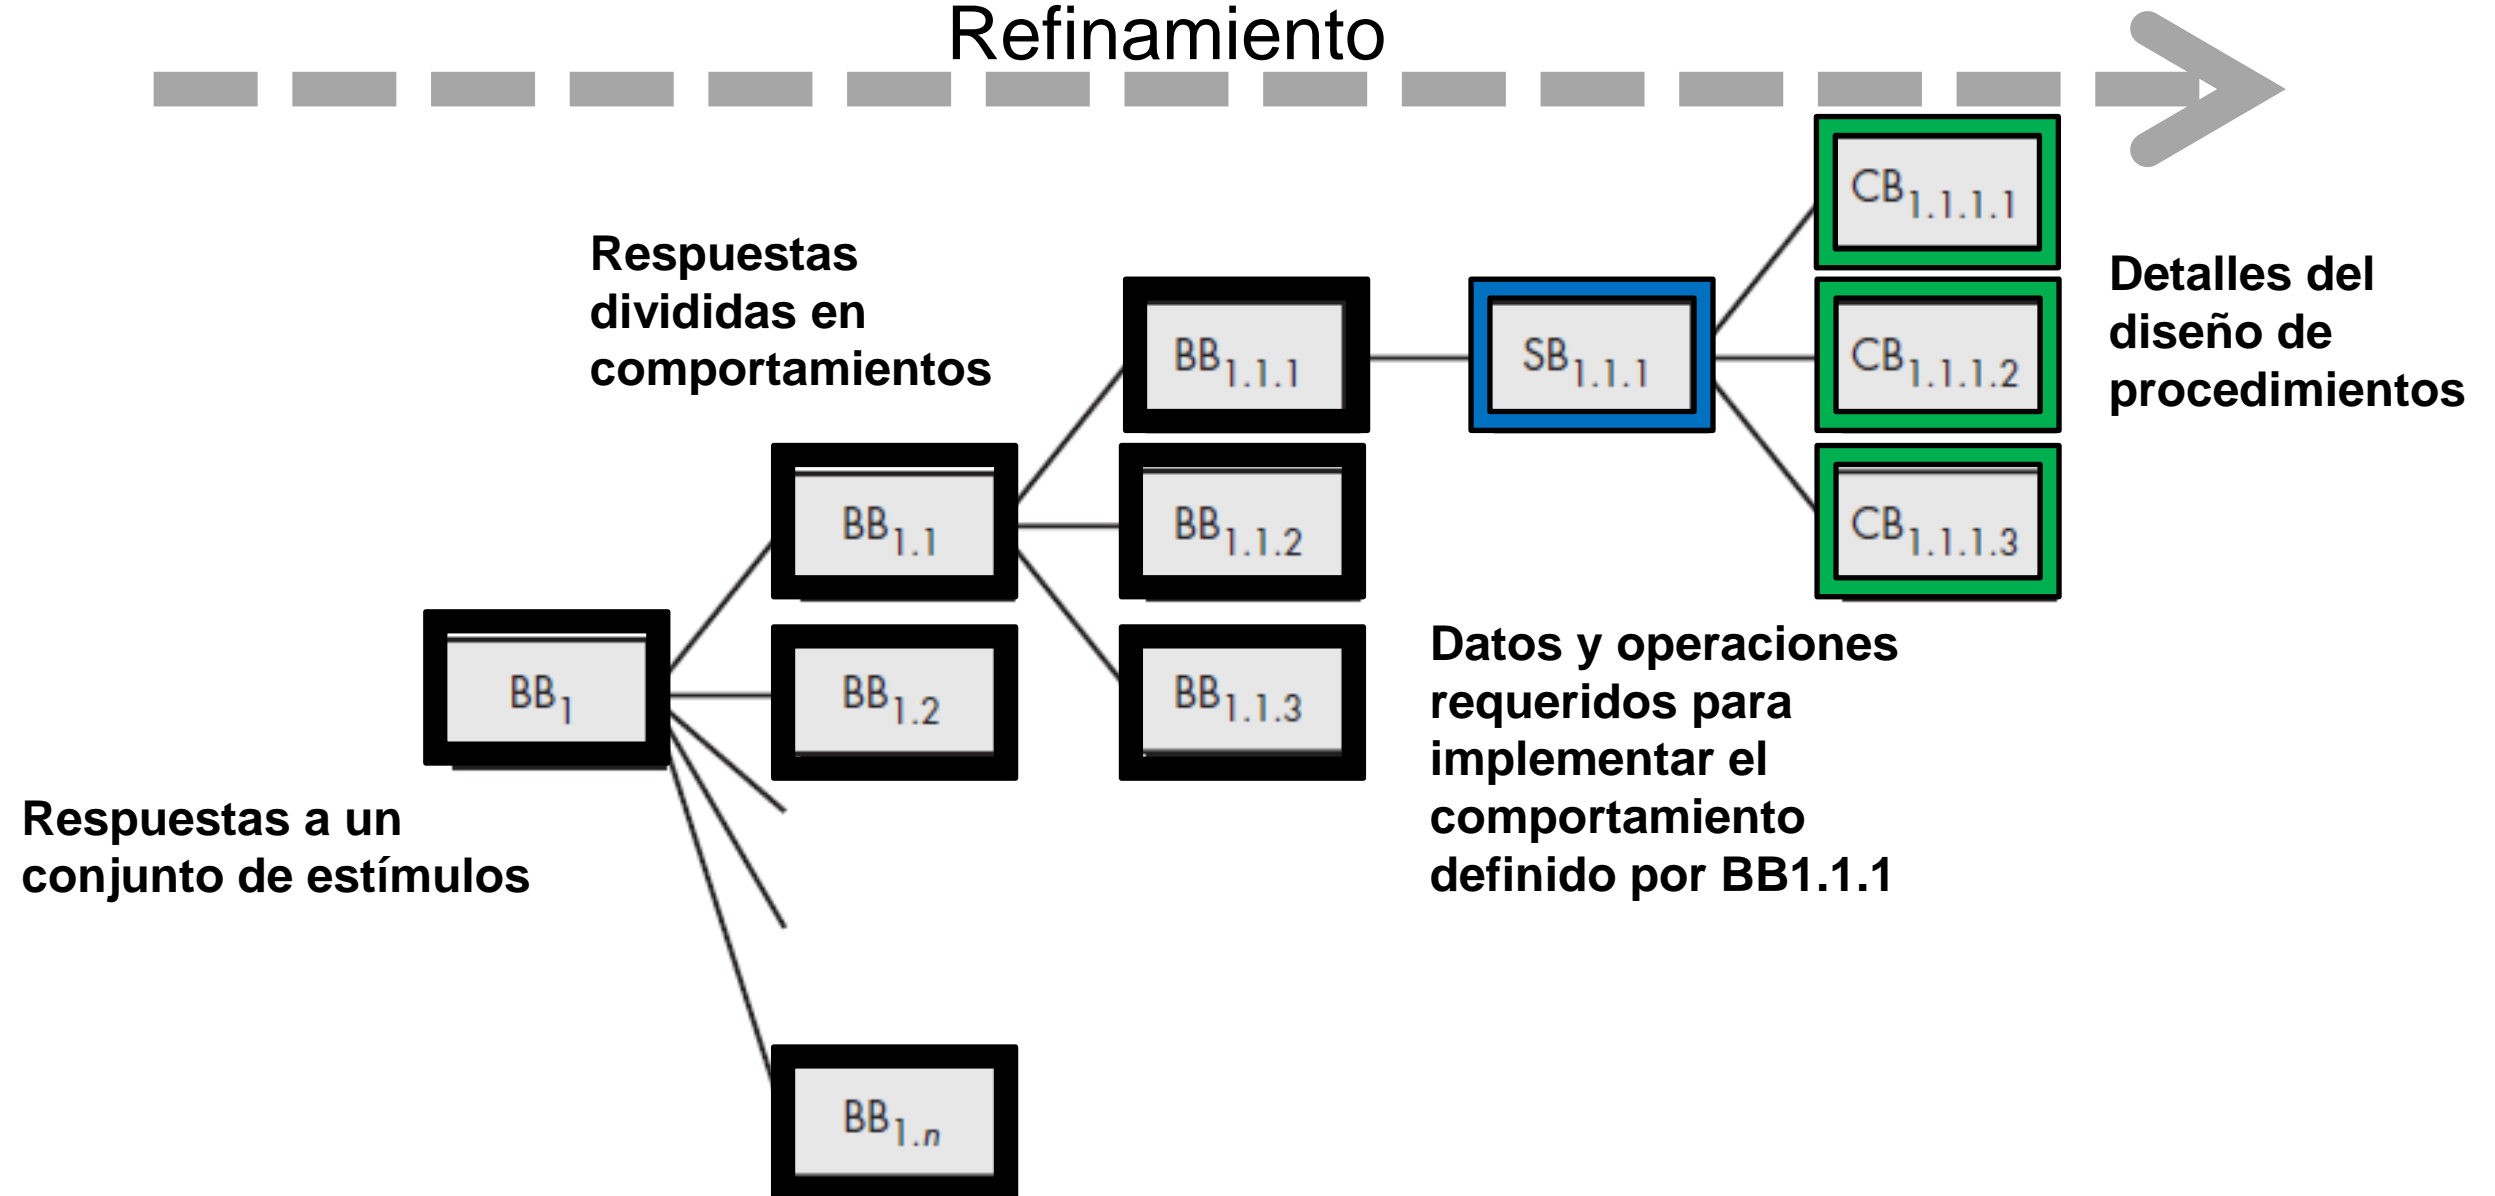 Refinamiento
CB1.1.1.1
Respuestas
divididas en
comportamientos
Detalles del
diseño de
procedimientos
BB1.1.1
SB1.1.1
CB1.1.1.2
BB1.1
BB1.1.2
CB1.1.1.3
BB1
BB1.2
BB1.1.3
Datos y operaciones
requeridos para
implementar el
comportamiento
definido por BB1.1.1
Respuestas a un
conjunto de estímulos
BB1.n